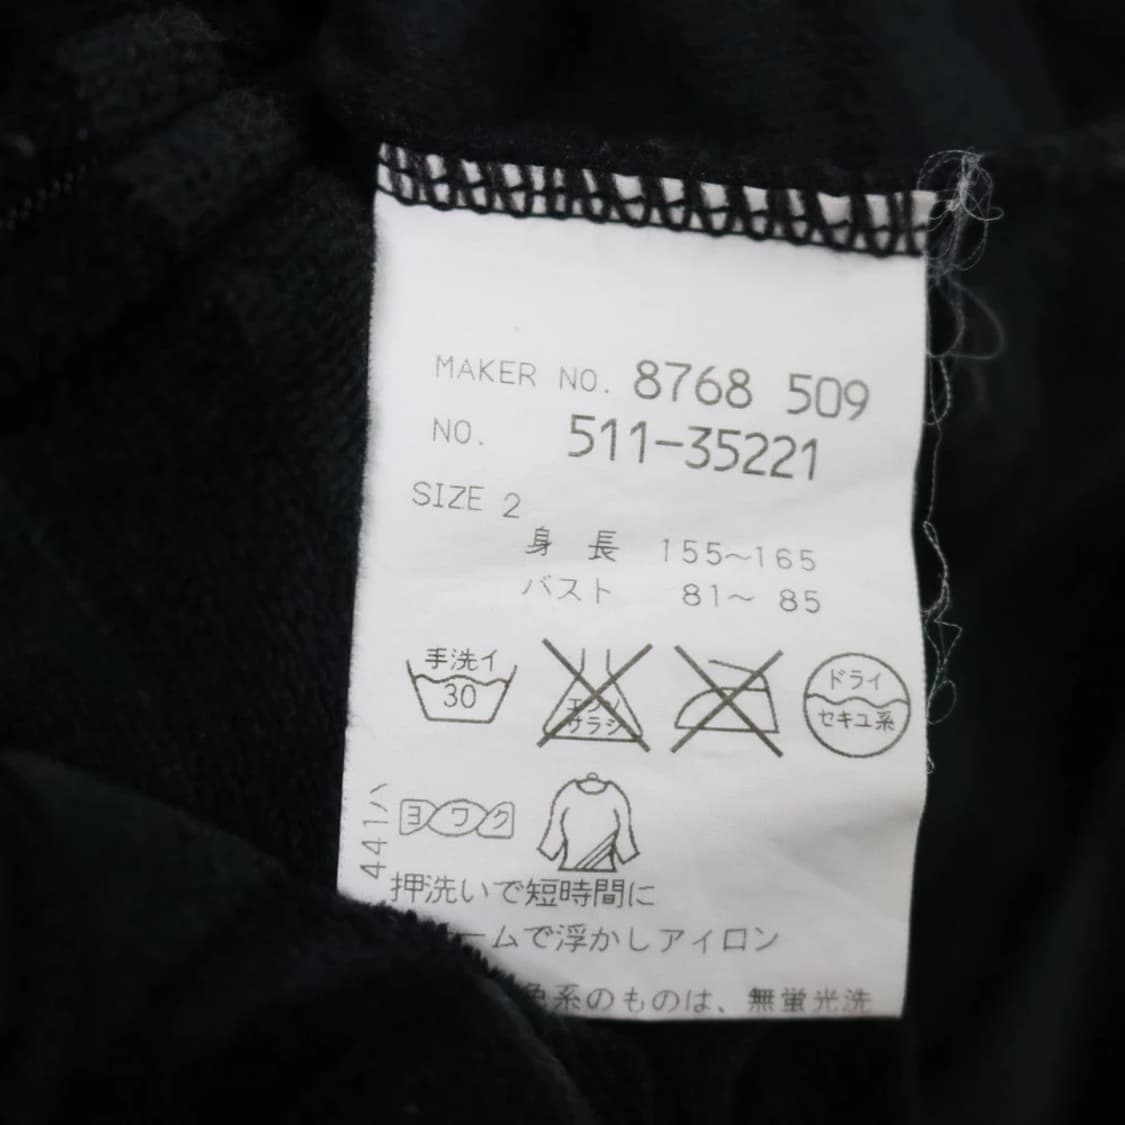 MAKER NO. 8768 509
NO. 511-35221
SIZE 2
身 長 155～165
バスト 81～ 85
手洗イ
30
エンソ
サラシ
ドライ
セキユ系
ヨワク
441ハ
押洗いで短時間に
ームで浮かしアイロン
色系のものは、無蛍光洗